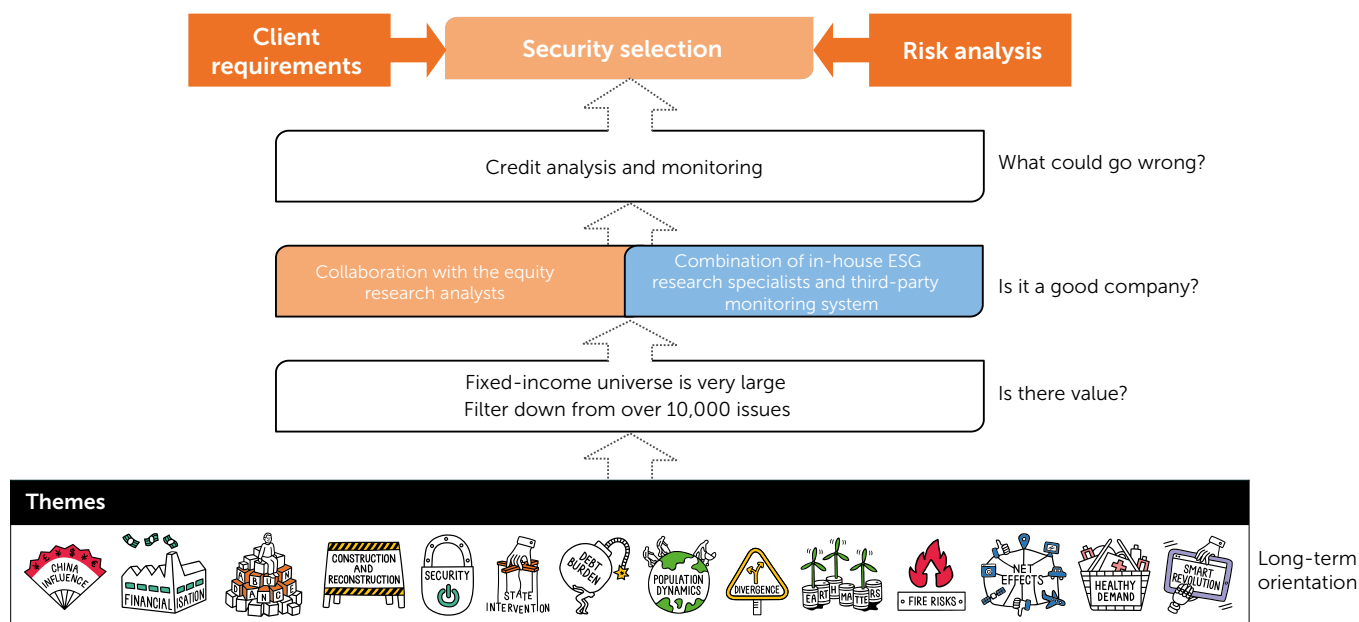 Client
requirements
Security selection
Risk analysis
Credit analysis and monitoring
What could go wrong?
Collaboration with the equity
research analysts
Combination of in-house ESG
research specialists and third-party
monitoring system
Is it a good company?
Fixed-income universe is very large
Filter down from over 10,000 issues
Is there value?
Themes
CHINA
INFLUENCE
FINANCIALISATION
ABUNDANCE
CONSTRUCTION
AND
RECONSTRUCTION
SECURITY
STATE
INTERVENTION
DEBT
BURDEN
POPULATION
DYNAMICS
DIVERGENCE
EARTH MATTERS
FIRE RISKS
NET
EFFECTS
HEALTHY
DEMAND
SMART
REVOLUTION
Long-term
orientation